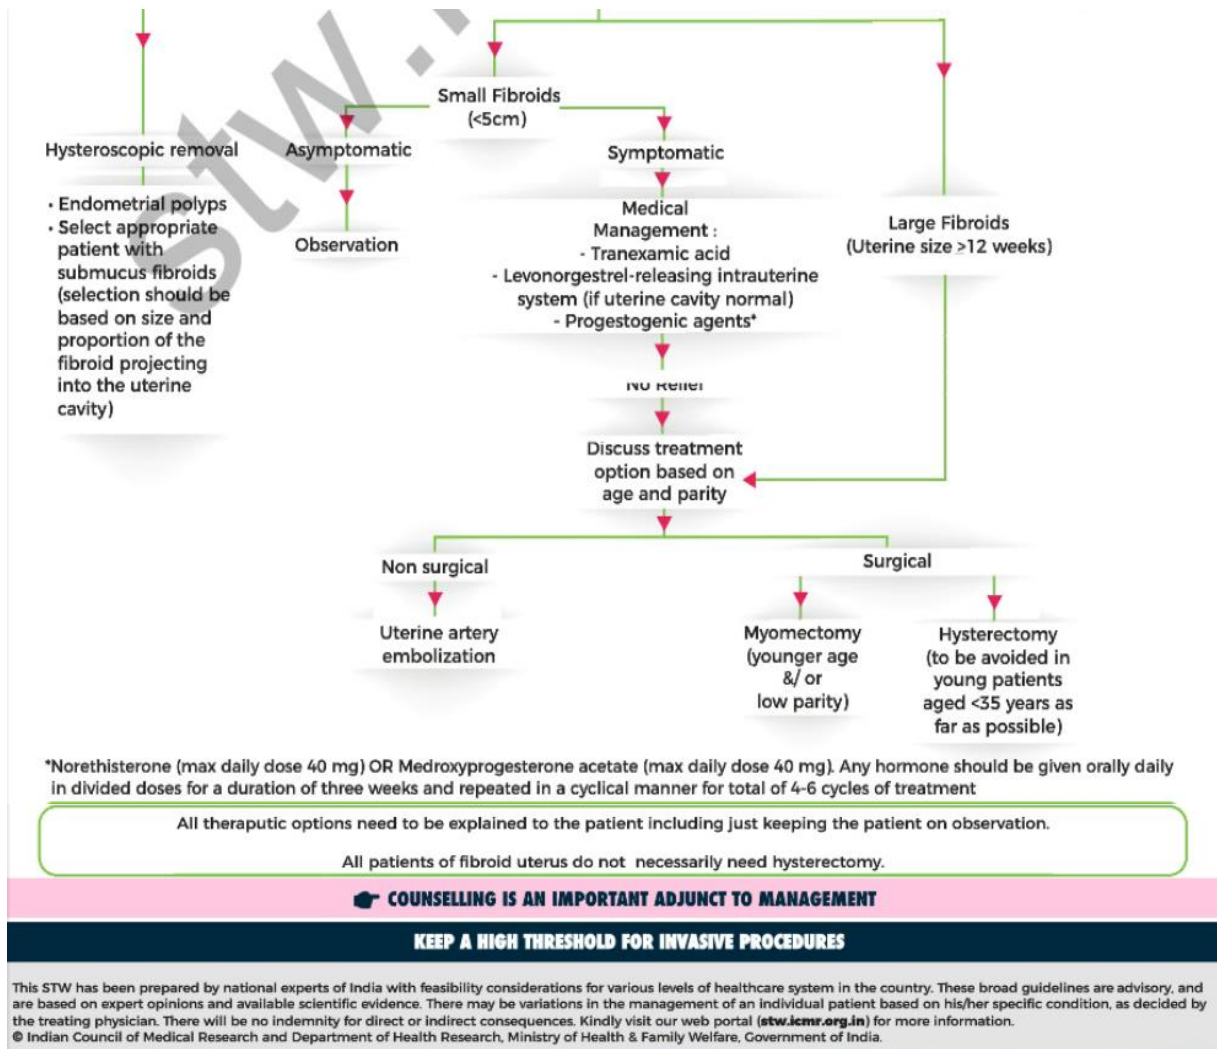 stw.
Small Fibroids
(<5cm)
Hysteroscopic removal
Asymptomatic
Symptomatic
• Endometrial polyps
• Select appropriate
patient with
submucus fibroids
(selection should be
based on size and
proportion of the
fibroid projecting
into the uterine
cavity)
Observation
Medical
Management :
- Tranexamic acid
- Levonorgestrel-releasing intrauterine
system (if uterine cavity normal)
- Progestogenic agents*
Large Fibroids
(Uterine size ≥12 weeks)
No Relief
Discuss treatment
option based on
age and parity
Non surgical
Surgical
Uterine artery
embolization
Myomectomy
(younger age
&/ or
low parity)
Hysterectomy
(to be avoided in
young patients
aged <35 years as
far as possible)
*Norethisterone (max daily dose 40 mg) OR Medroxyprogesterone acetate (max daily dose 40 mg). Any hormone should be given orally daily
in divided doses for a duration of three weeks and repeated in a cyclical manner for total of 4-6 cycles of treatment
All theraputic options need to be explained to the patient including just keeping the patient on observation.
All patients of fibroid uterus do not necessarily need hysterectomy.
COUNSELLING IS AN IMPORTANT ADJUNCT TO MANAGEMENT
KEEP A HIGH THRESHOLD FOR INVASIVE PROCEDURES
This STW has been prepared by national experts of India with feasibility considerations for various levels of healthcare system in the country. These broad guidelines are advisory, and
are based on expert opinions and available scientific evidence. There may be variations in the management of an individual patient based on his/her specific condition, as decided by
the treating physician. There will be no indemnity for direct or indirect consequences. Kindly visit our web portal (stw.icmr.org.in) for more information.
© Indian Council of Medical Research and Department of Health Research, Ministry of Health & Family Welfare, Government of India.